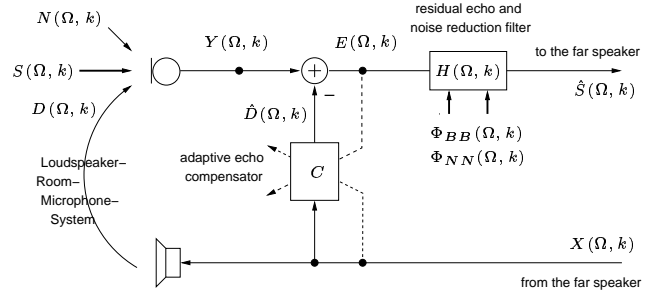 residual echo and
noise reduction filter
N(Ω, k)
Y(Ω, k)
E(Ω, k)
to the far speaker
S(Ω, k)
+
H(Ω, k)
Ŝ(Ω, k)
D(Ω, k)
−
D̂(Ω, k)
Φ_BB(Ω, k)
Φ_NN(Ω, k)
Loudspeaker−
Room−
Microphone−
System
adaptive echo
compensator
C
X(Ω, k)
from the far speaker